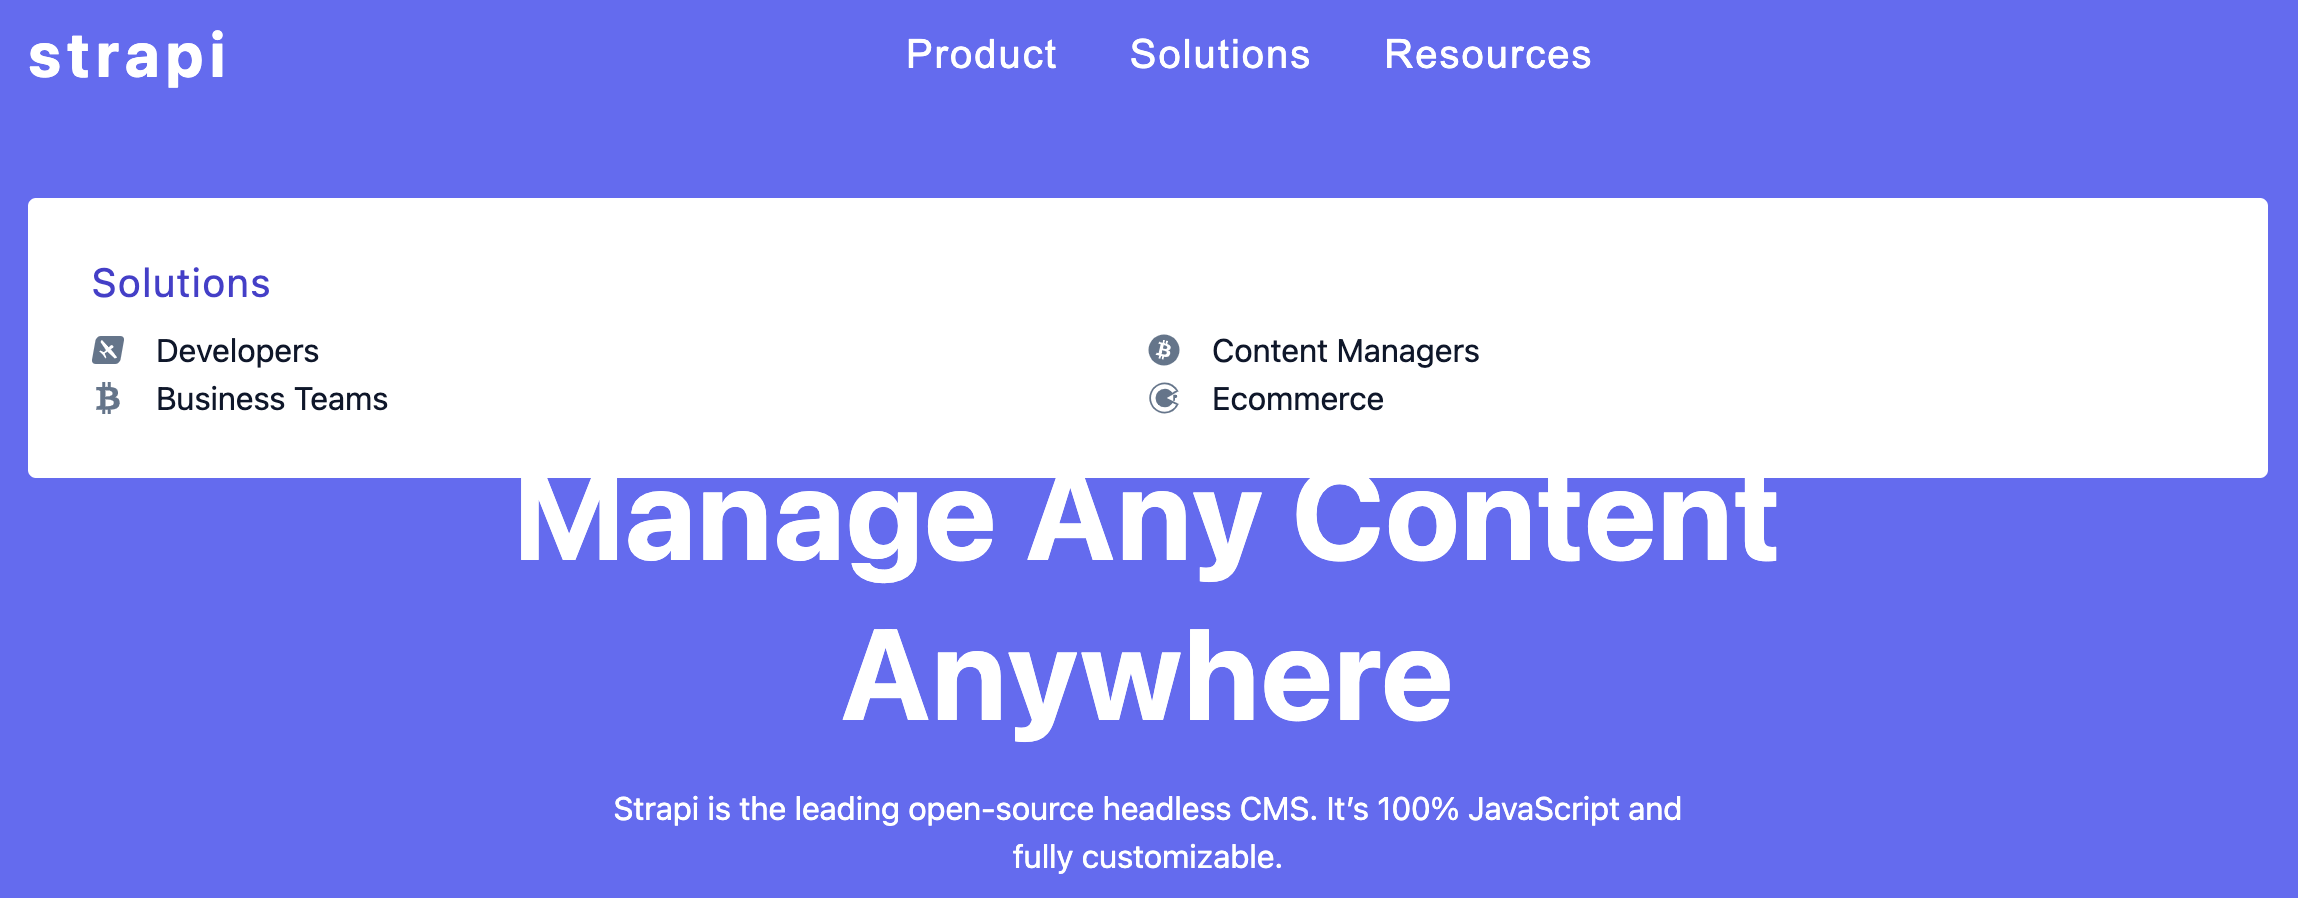 strapi
Product Solutions Resources
Solutions
Developers Content Managers
Business Teams Ecommerce
Manage Any Content
Anywhere
Strapi is the leading open-source headless CMS. It’s 100% JavaScript and
fully customizable.